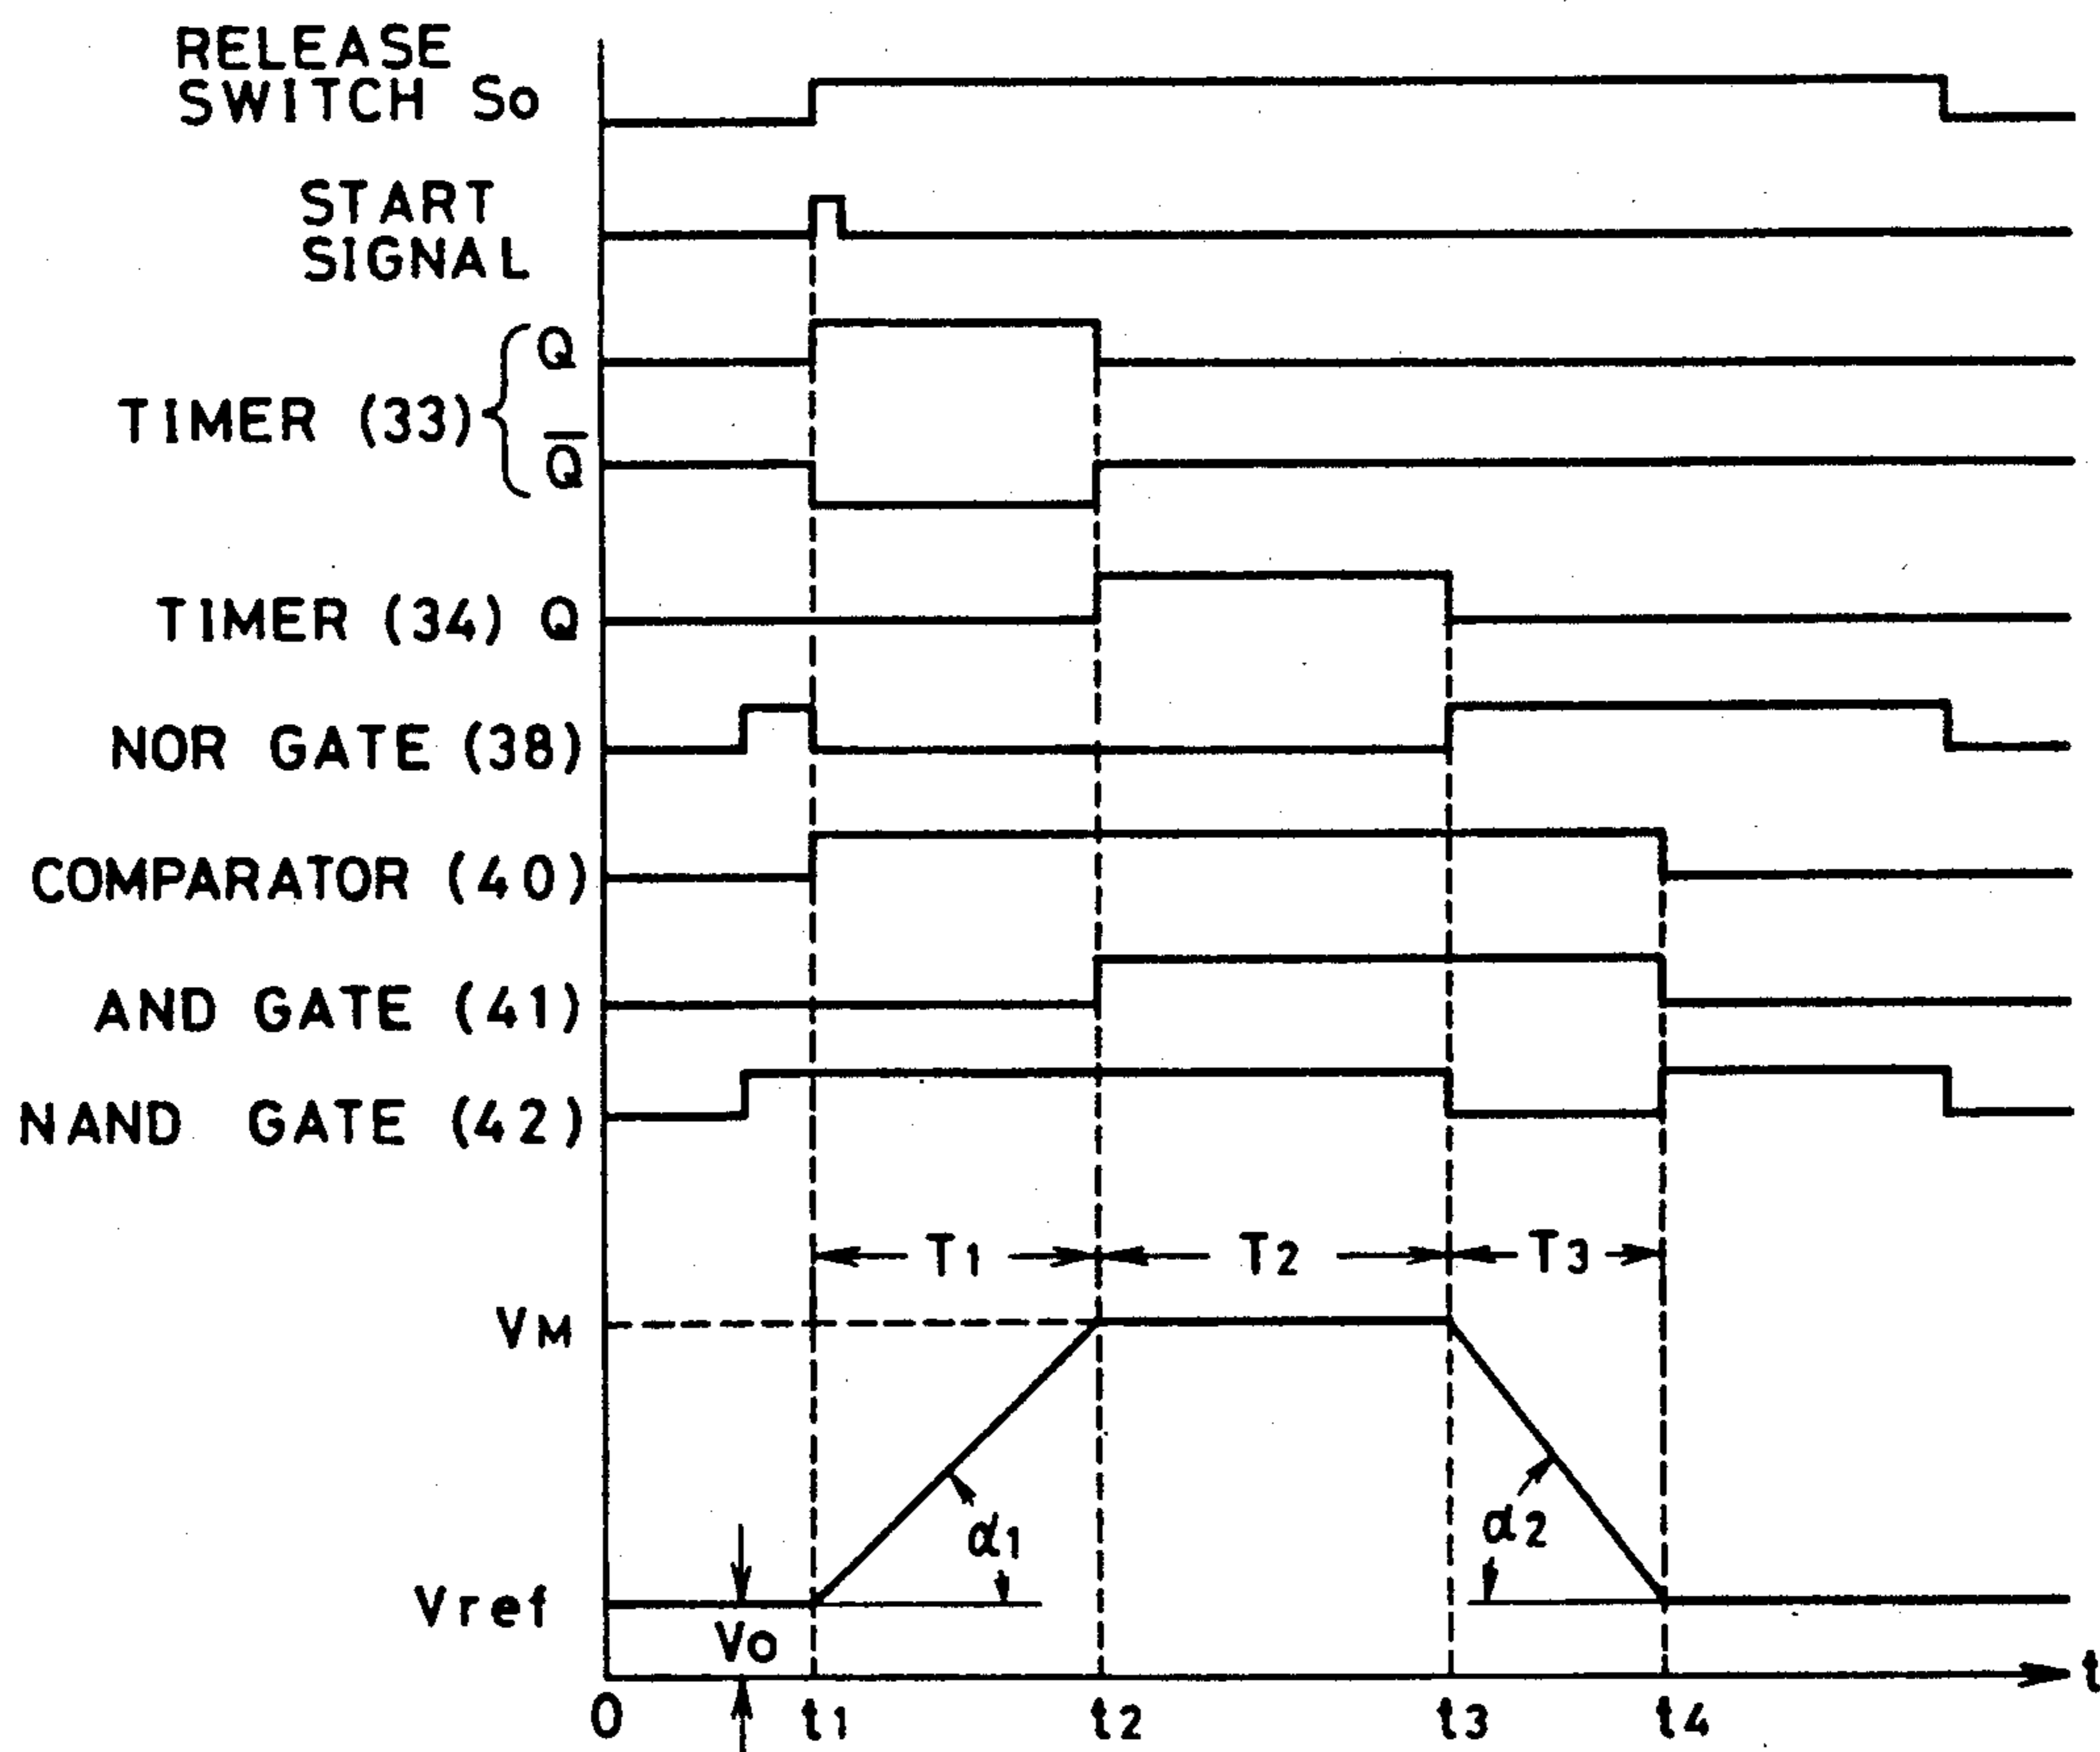 RELEASE
SWITCH So
START
SIGNAL
Q
TIMER (33)
Q̅
TIMER (34) Q
NOR GATE (38)
COMPARATOR (40)
AND GATE (41)
NAND GATE (42)
T1 T2 T3
VM
α1 α2
Vref
Vo
t
0 t1 t2 t3 t4